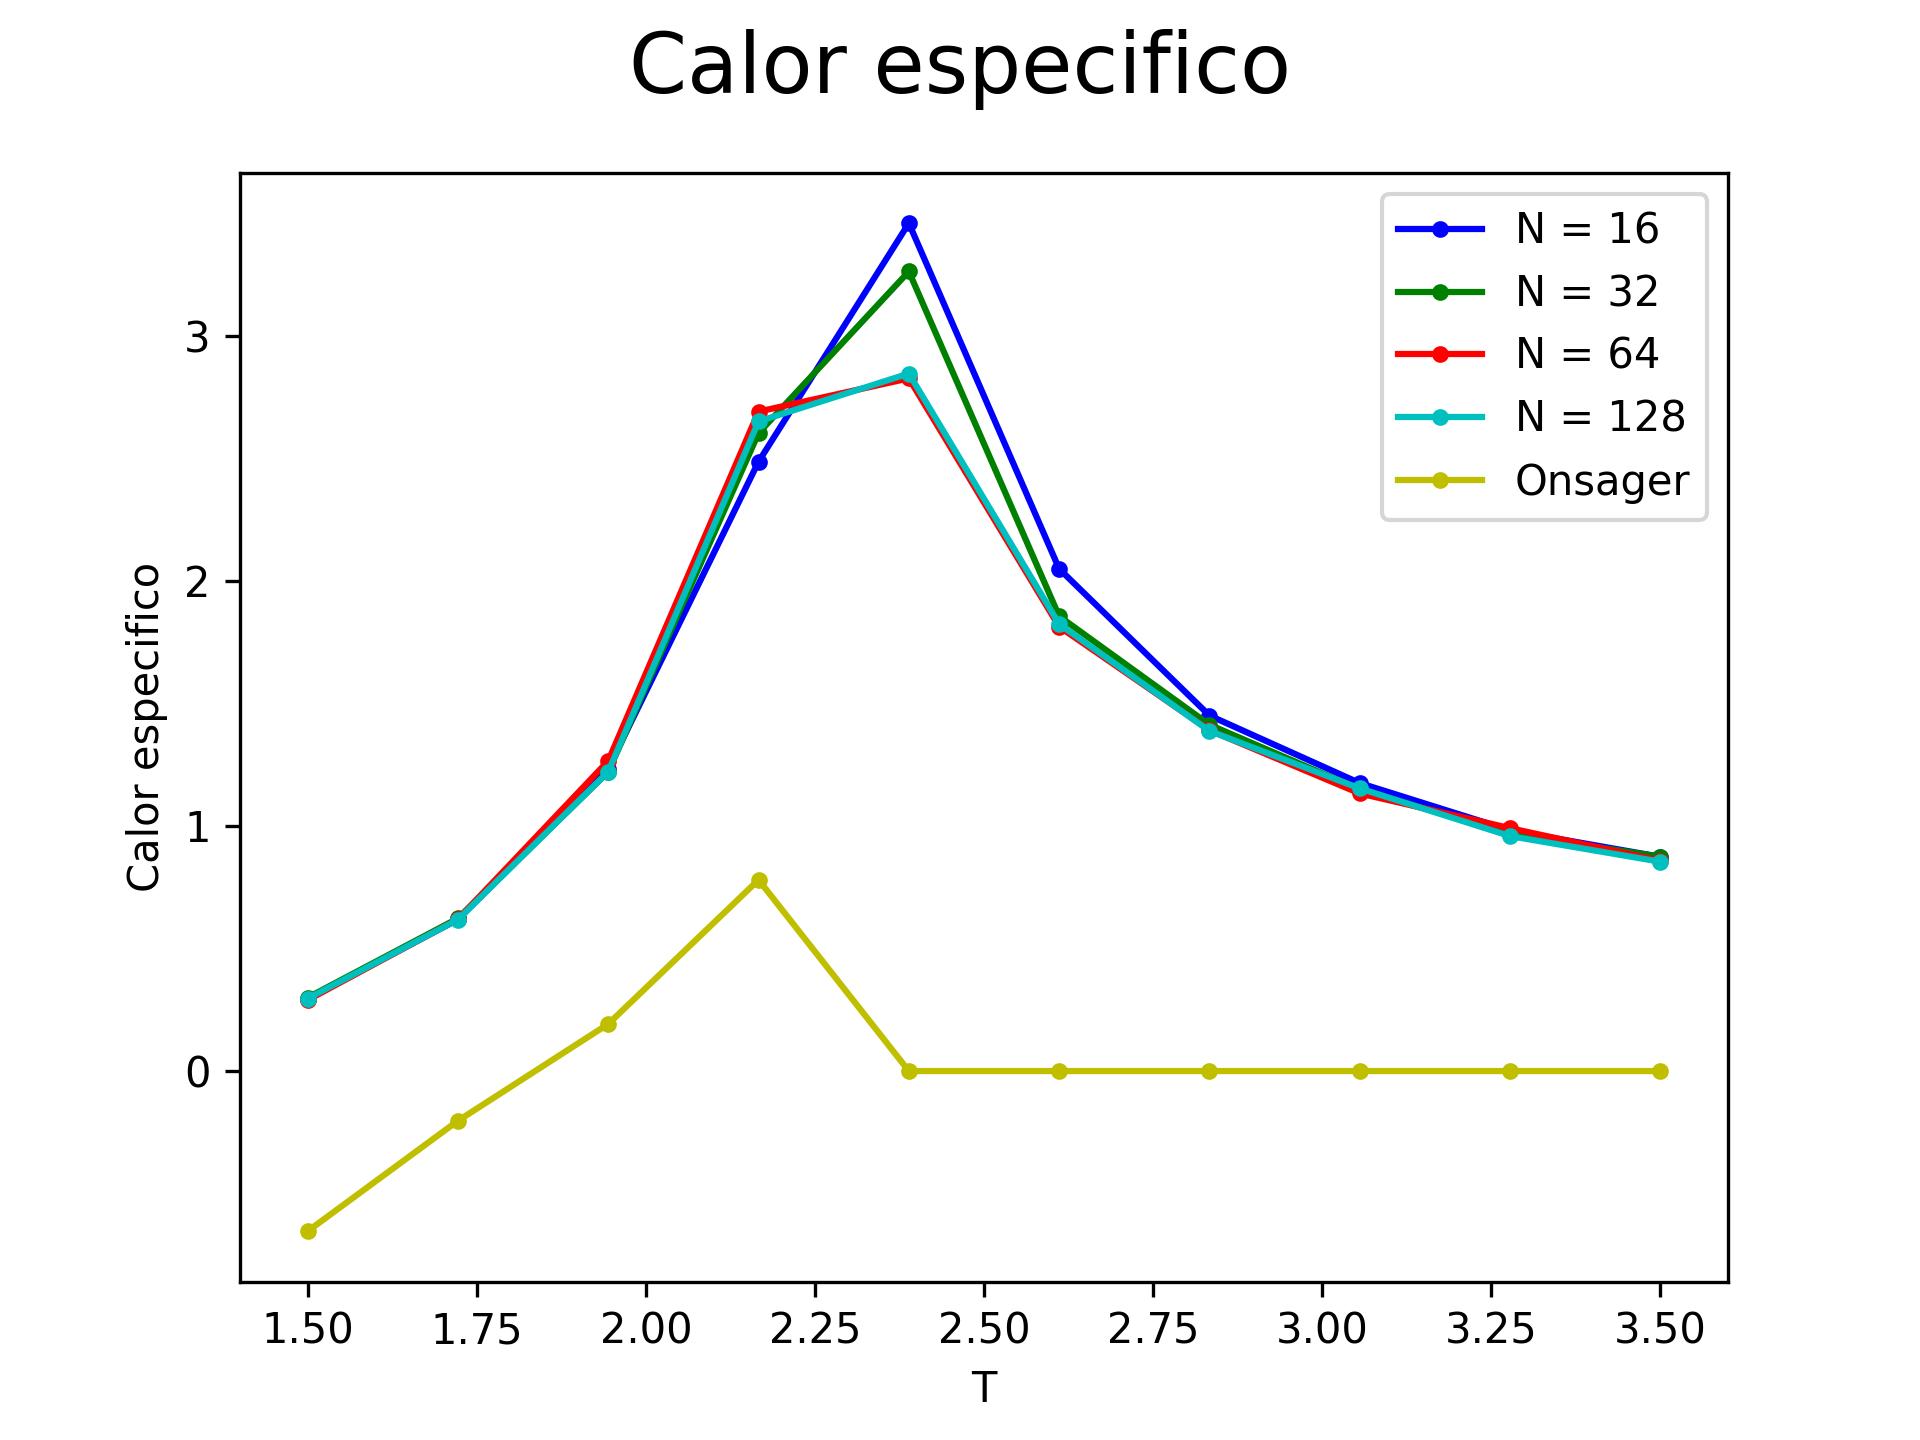 Calor especifico
Calor especifico
3
2
1
0
1.50 1.75 2.00 2.25 2.50 2.75 3.00 3.25 3.50
T
N = 16
N = 32
N = 64
N = 128
Onsager